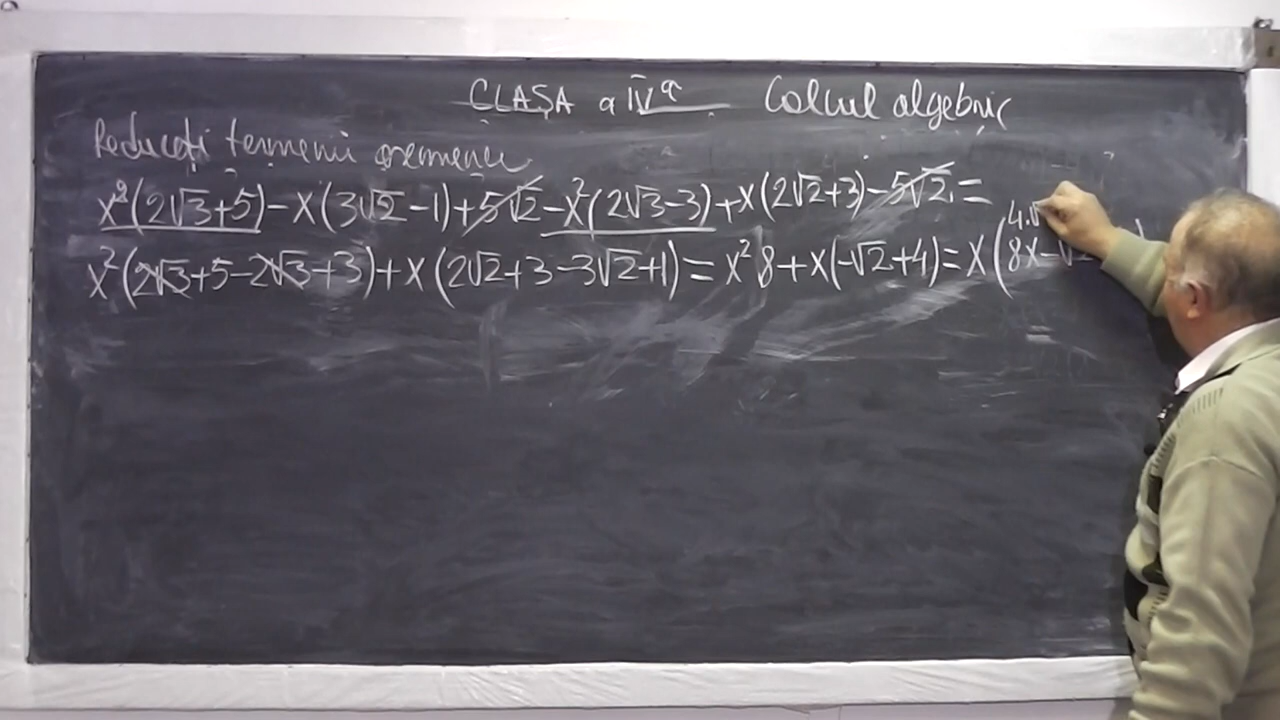 CLASA a IVª Calcul algebric
Reduceți termenii asemenea
x²(2√3+5)-x(3√2-1)+5√2-x²(2√3-3)+x(2√2+3)-5√2=
4.√
x²(2√3+5-2√3+3)+x(2√2+3-3√2+1)=x²8+x(-√2+4)=x(8x-√2